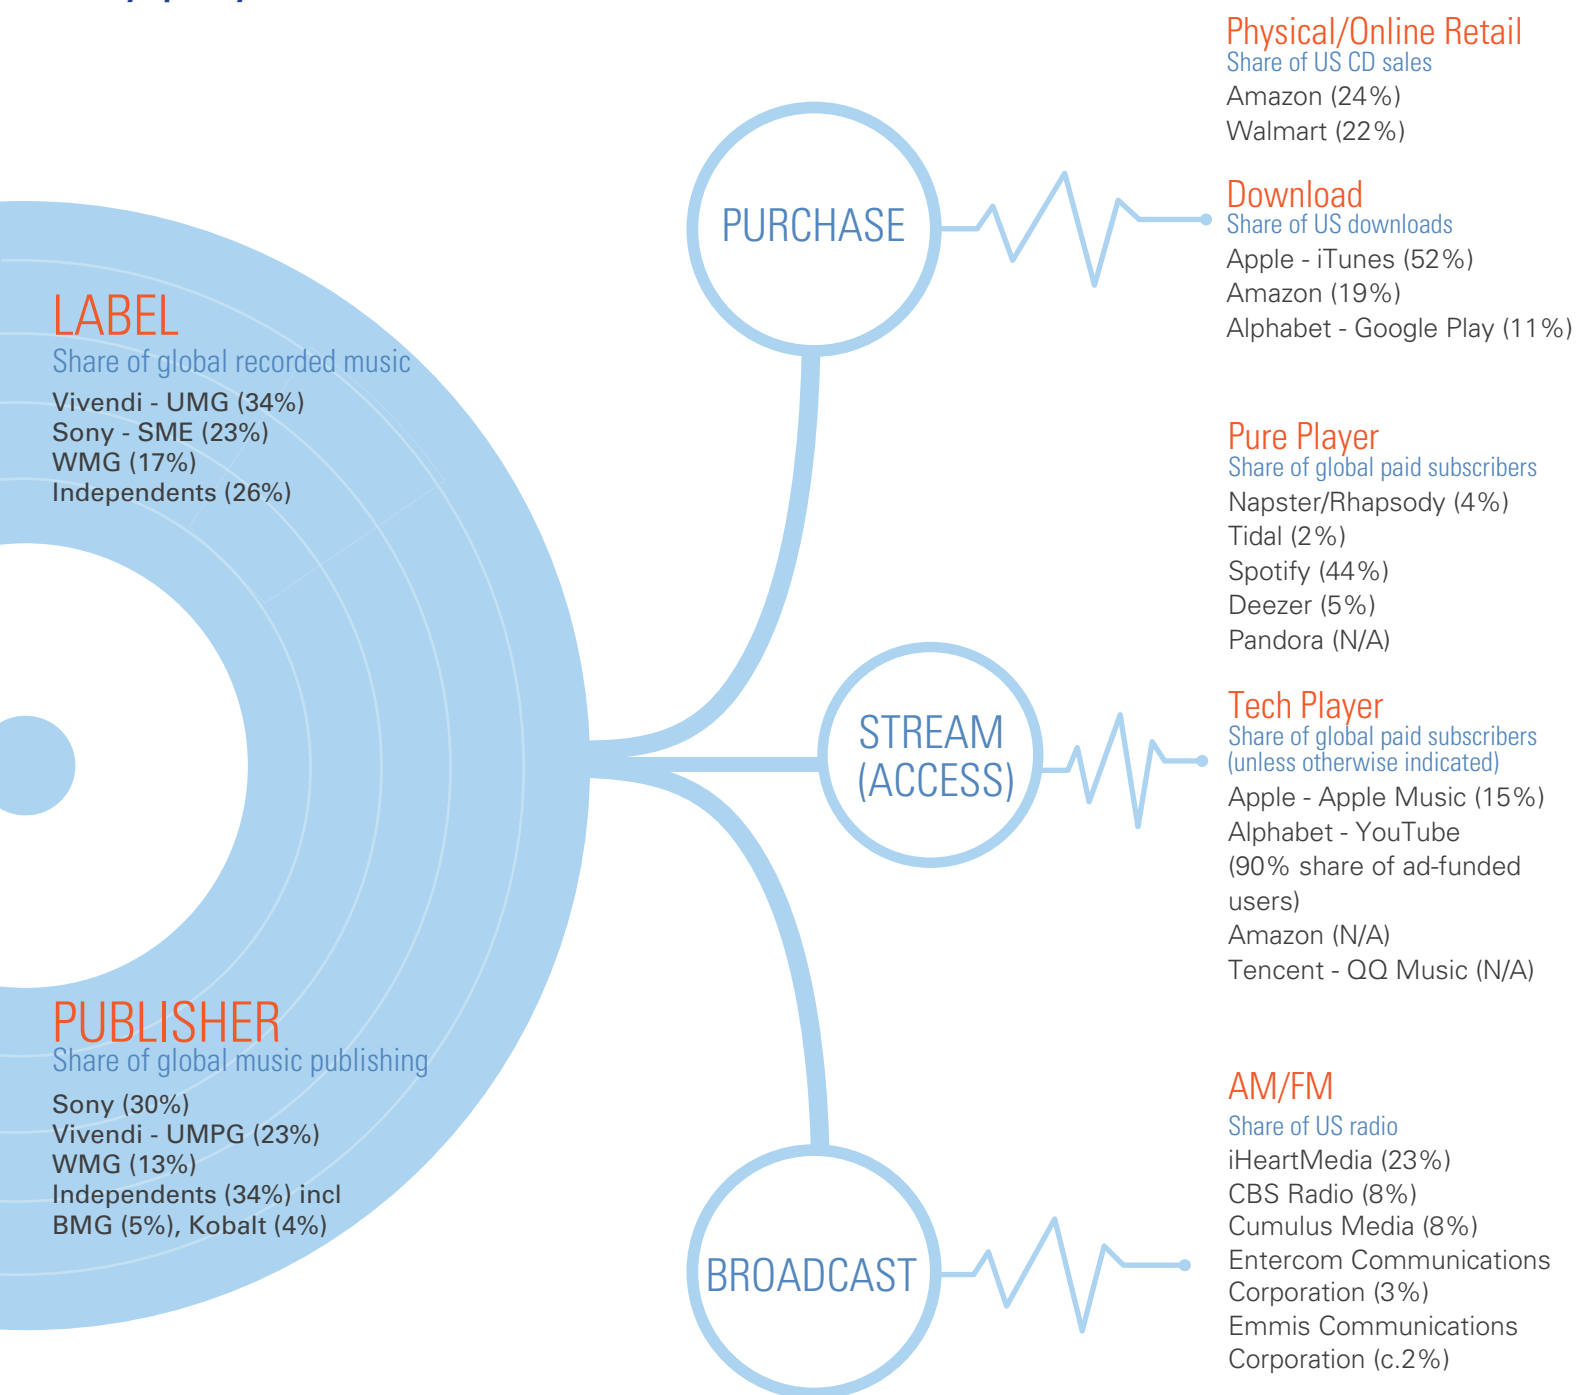 LABEL
Share of global recorded music
Vivendi - UMG (34%)
Sony - SME (23%)
WMG (17%)
Independents (26%)
PUBLISHER
Share of global music publishing
Sony (30%)
Vivendi - UMPG (23%)
WMG (13%)
Independents (34%) incl
BMG (5%), Kobalt (4%)
PURCHASE
Physical/Online Retail
Share of US CD sales
Amazon (24%)
Walmart (22%)
Download
Share of US downloads
Apple - iTunes (52%)
Amazon (19%)
Alphabet - Google Play (11%)
STREAM
(ACCESS)
Pure Player
Share of global paid subscribers
Napster/Rhapsody (4%)
Tidal (2%)
Spotify (44%)
Deezer (5%)
Pandora (N/A)
Tech Player
Share of global paid subscribers
(unless otherwise indicated)
Apple - Apple Music (15%)
Alphabet - YouTube
(90% share of ad-funded
users)
Amazon (N/A)
Tencent - QQ Music (N/A)
BROADCAST
AM/FM
Share of US radio
iHeartMedia (23%)
CBS Radio (8%)
Cumulus Media (8%)
Entercom Communications
Corporation (3%)
Emmis Communications
Corporation (c.2%)